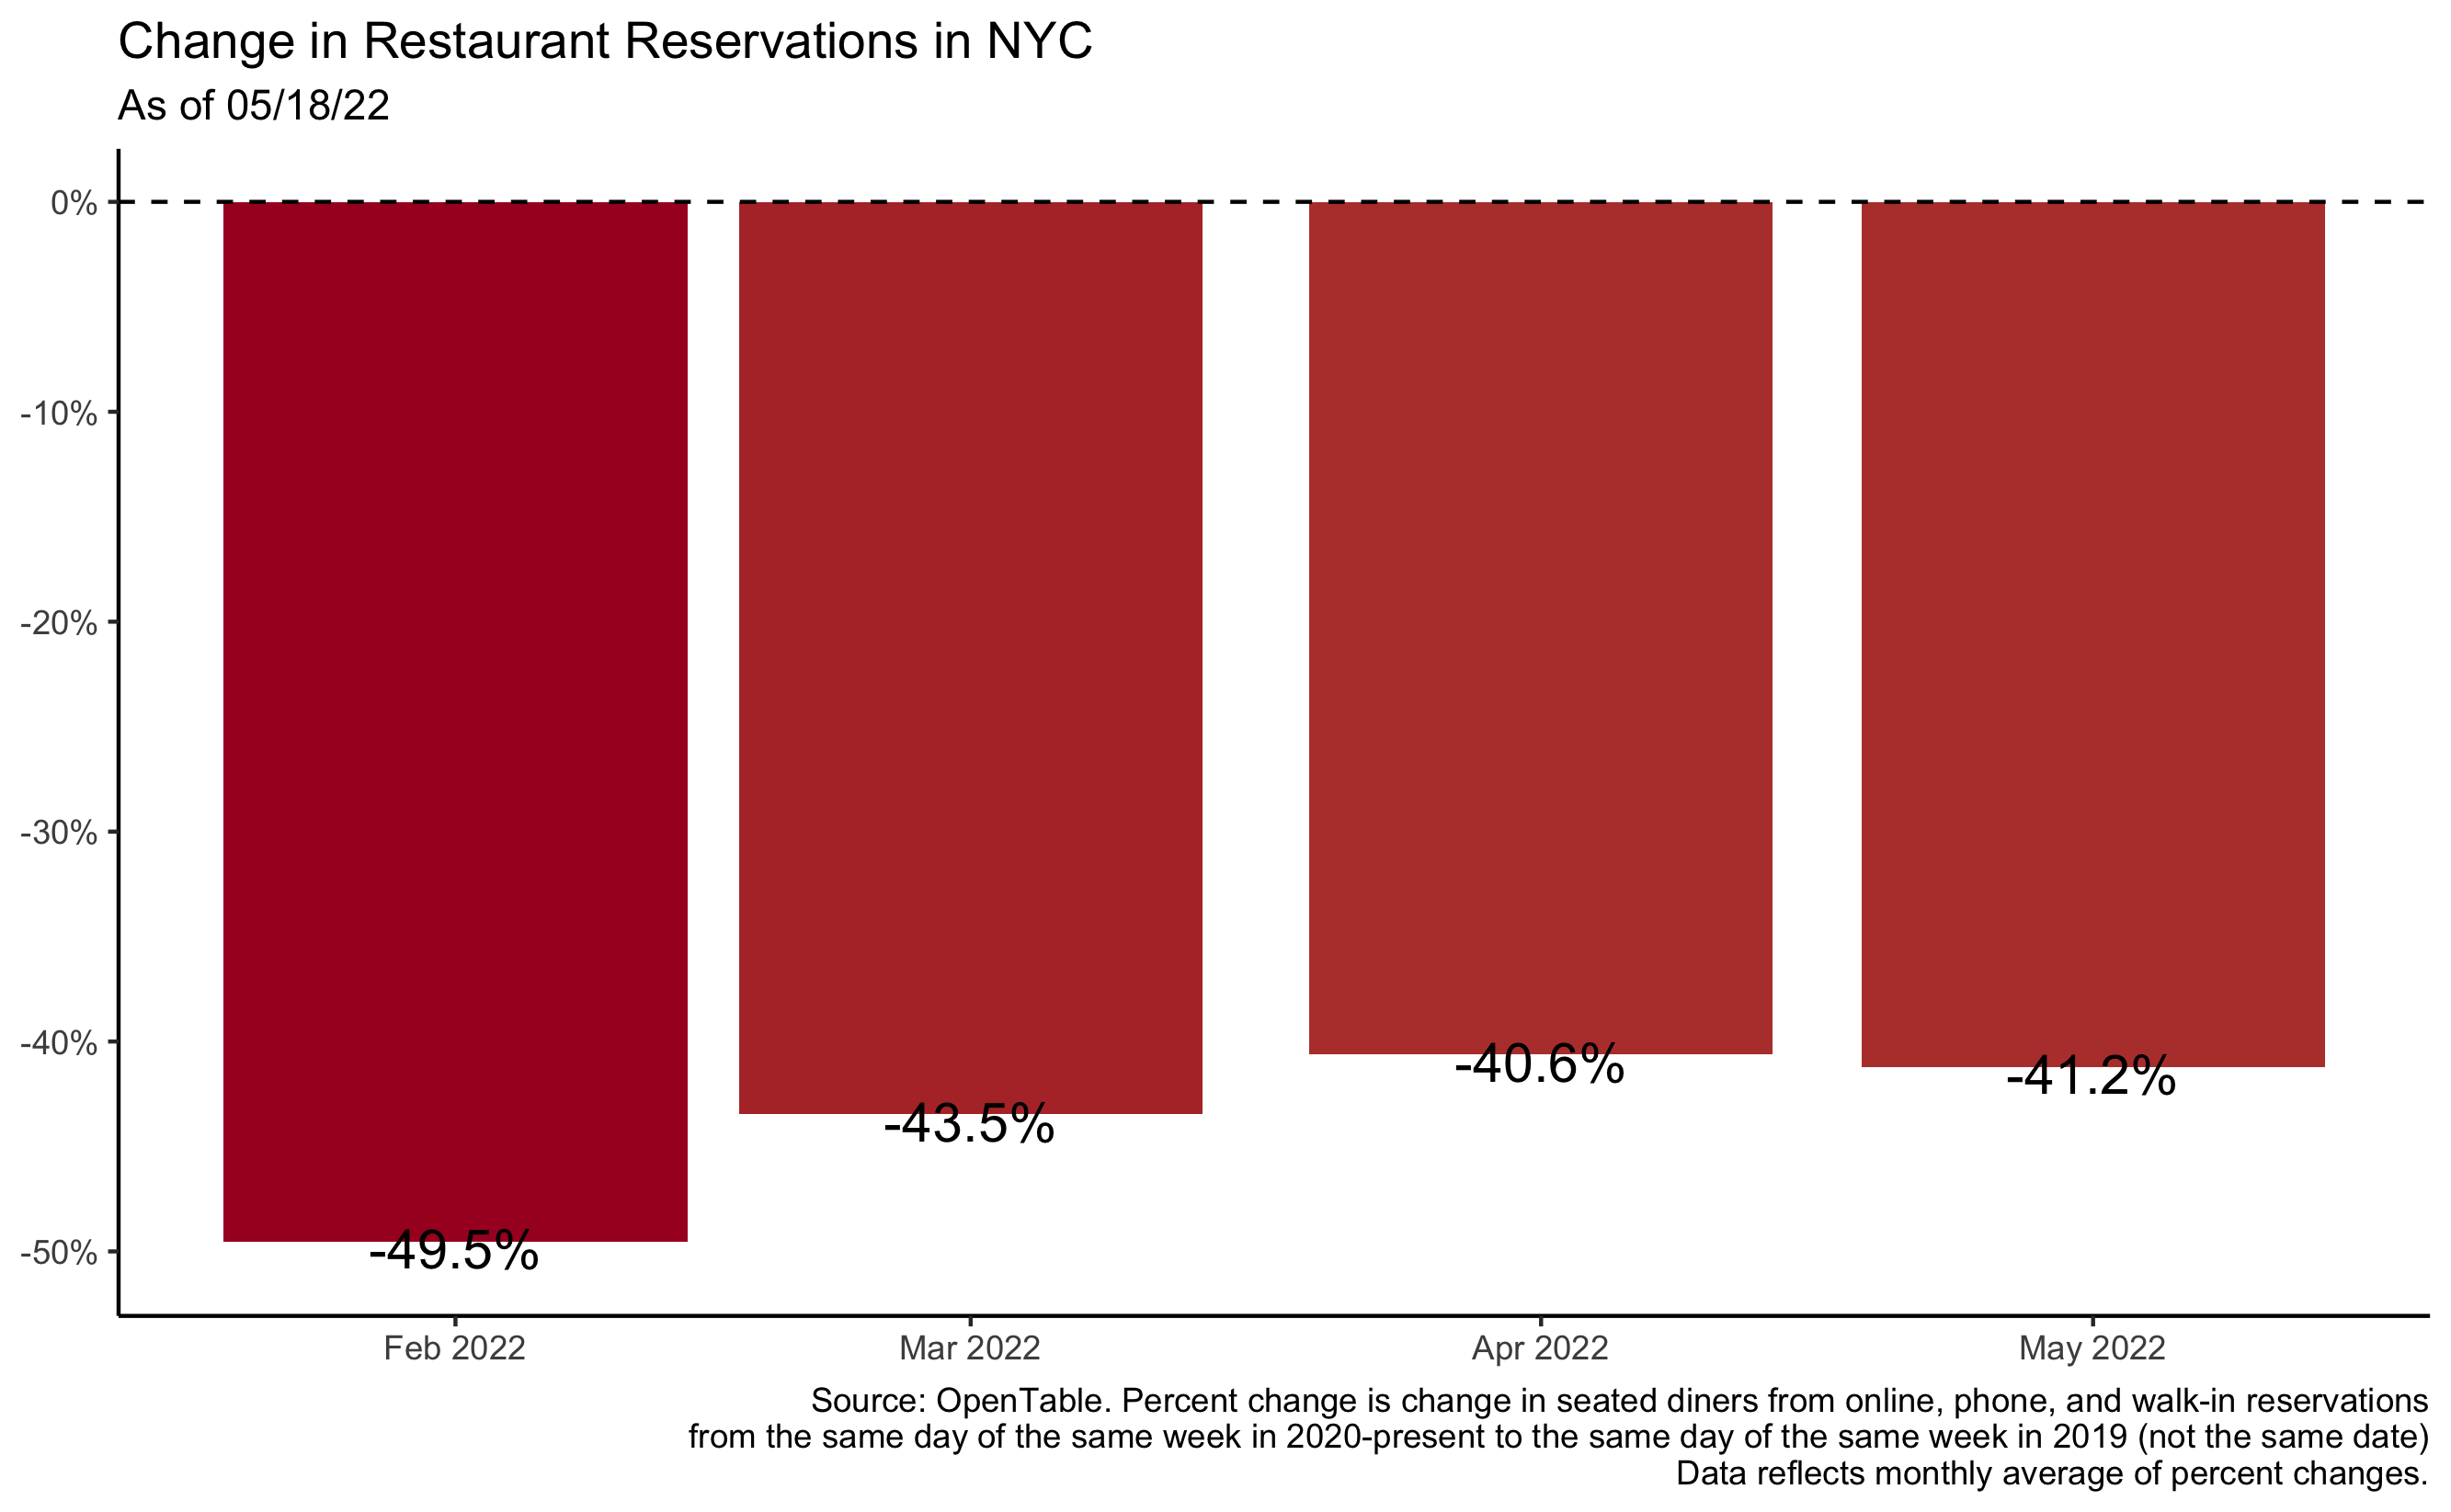 Change in Restaurant Reservations in NYC
As of 05/18/22
0%
-10%
-20%
-30%
-40%
-50%
-49.5%
-43.5%
-40.6%
-41.2%
Feb 2022
Mar 2022
Apr 2022
May 2022
Source: OpenTable. Percent change is change in seated diners from online, phone, and walk-in reservations
from the same day of the same week in 2020-present to the same day of the same week in 2019 (not the same date)
Data reflects monthly average of percent changes.